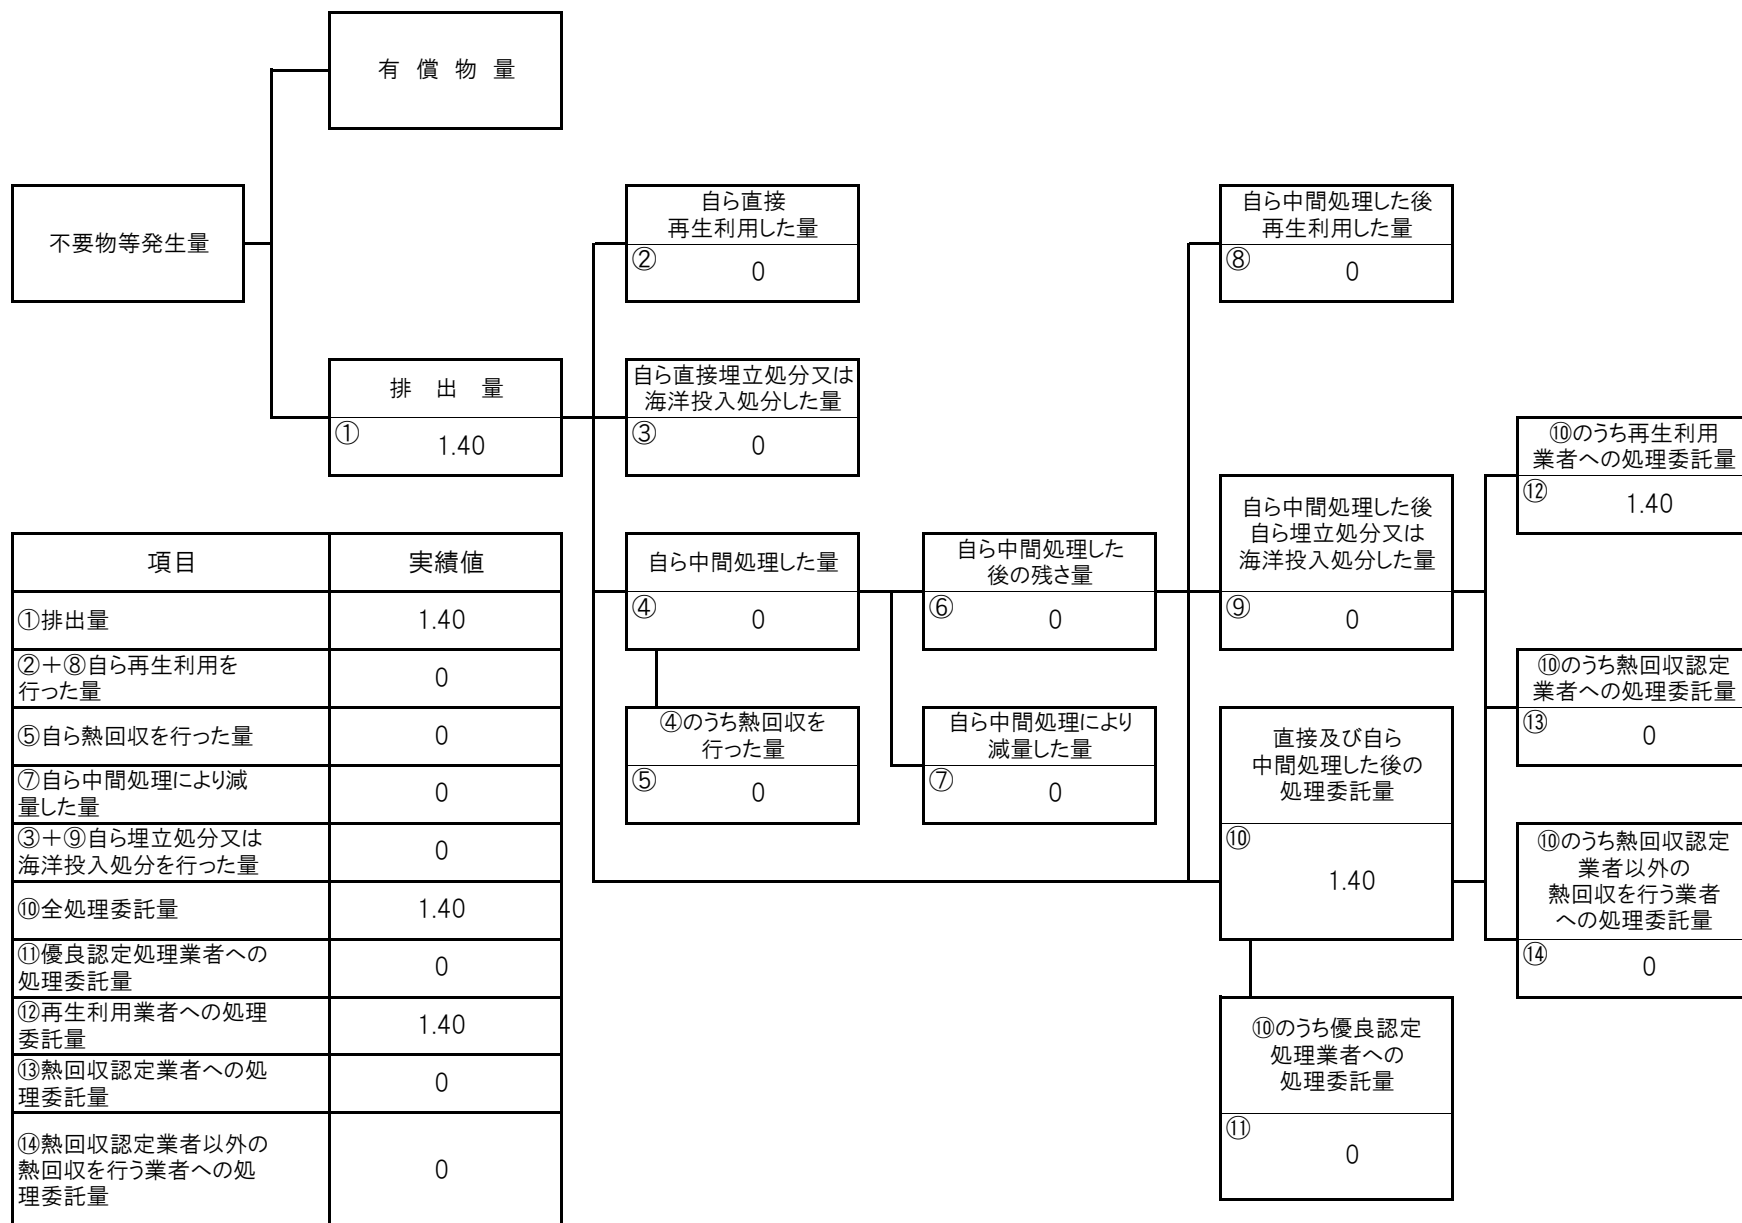 有 償 物 量
不要物等発生量
排 出 量
①
1.40
自ら直接
再生利用した量
②
0
自ら直接埋立処分又は
海洋投入処分した量
③
0
自ら中間処理した量
④
0
④のうち熱回収を
行った量
⑤
0
自ら中間処理した
後の残さ量
⑥
0
自ら中間処理により
減量した量
⑦
0
自ら中間処理した後
再生利用した量
⑧
0
自ら中間処理した後
自ら埋立処分又は
海洋投入処分した量
⑨
0
直接及び自ら
中間処理した後の
処理委託量
⑩
1.40
⑩のうち優良認定
処理業者への
処理委託量
⑪
0
⑩のうち再生利用
業者への処理委託量
⑫
1.40
⑩のうち熱回収認定
業者への処理委託量
⑬
0
⑩のうち熱回収認定
業者以外の
熱回収を行う業者
への処理委託量
⑭
0
項目 実績値
①排出量 1.40
②+⑧自ら再生利用を
行った量
0
⑤自ら熱回収を行った量 0
⑦自ら中間処理により減
量した量
0
③+⑨自ら埋立処分又は
海洋投入処分を行った量
0
⑩全処理委託量 1.40
⑪優良認定処理業者への
処理委託量
0
⑫再生利用業者への処理
委託量
1.40
⑬熱回収認定業者への処
理委託量
0
⑭熱回収認定業者以外の
熱回収を行う業者への処
理委託量
0